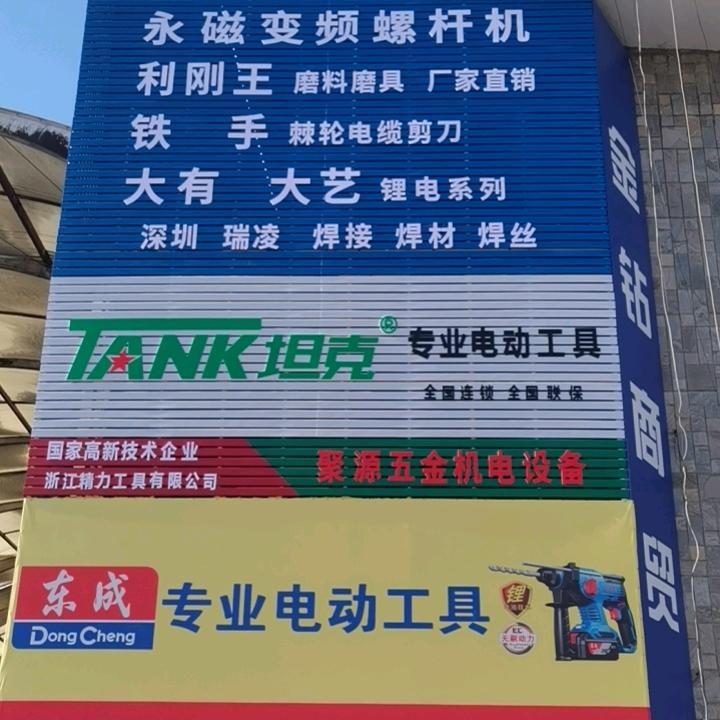 永磁变频螺杆机
利刚王 磨料磨具 厂家直销
铁 手 棘轮电缆剪刀
大有 大艺 锂电系列
深圳 瑞凌 焊接 焊材 焊丝
TANK坦克® 专业电动工具
全国连锁 全国联保
国家高新技术企业
浙江精力工具有限公司
聚源五金机电设备
东成
DongCheng
专业电动工具
锂
无刷动力
金钻商贸